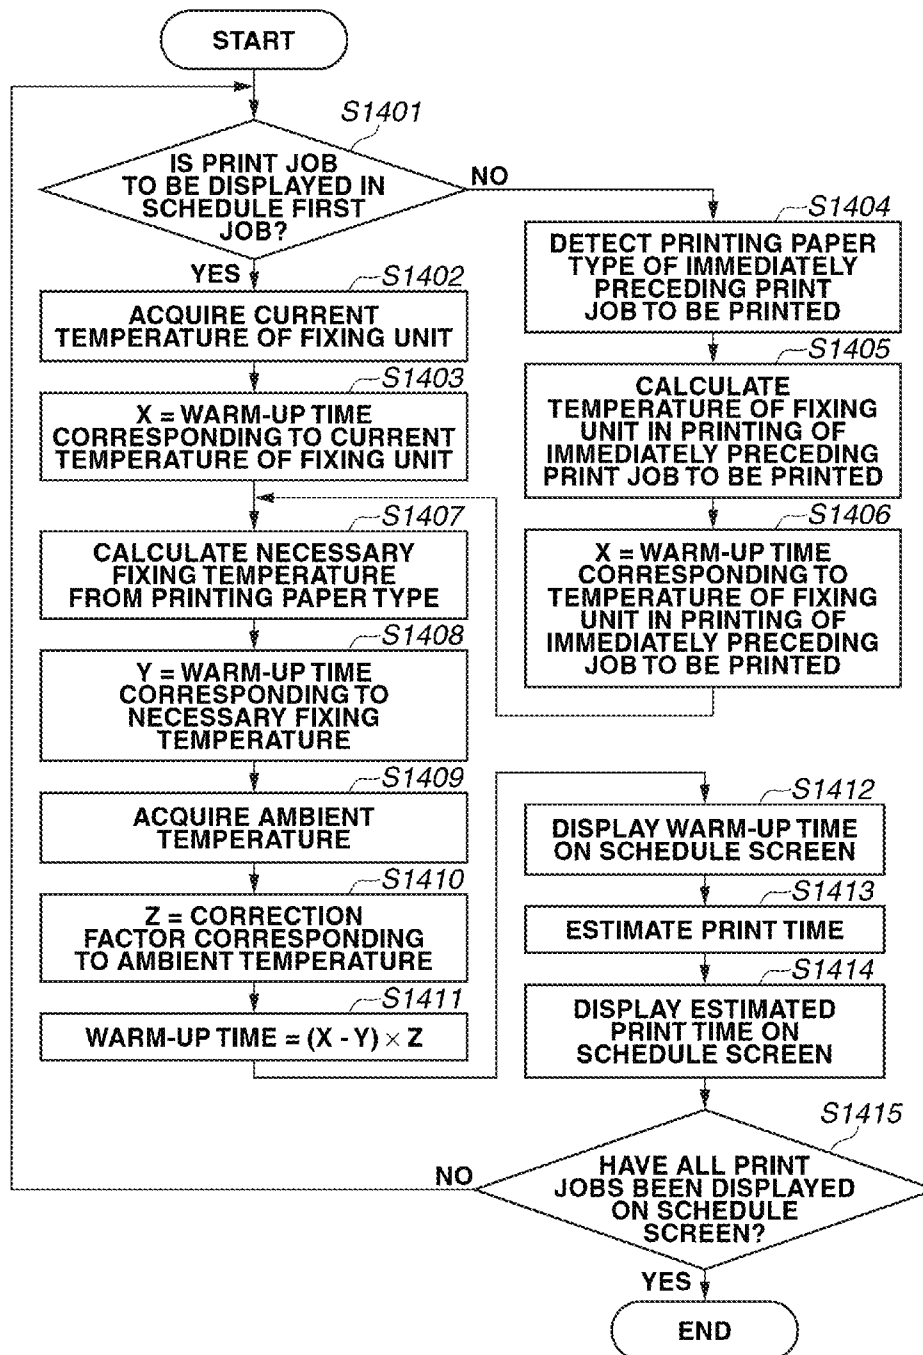 START
S1401
IS PRINT JOB
TO BE DISPLAYED IN
SCHEDULE FIRST
JOB?
NO
YES
S1402
ACQUIRE CURRENT
TEMPERATURE OF FIXING UNIT
S1403
X = WARM-UP TIME
CORRESPONDING TO CURRENT
TEMPERATURE OF FIXING UNIT
S1404
DETECT PRINTING PAPER
TYPE OF IMMEDIATELY
PRECEDING PRINT
JOB TO BE PRINTED
S1405
CALCULATE
TEMPERATURE OF FIXING
UNIT IN PRINTING OF
IMMEDIATELY PRECEDING
PRINT JOB TO BE PRINTED
S1406
X = WARM-UP TIME
CORRESPONDING TO
TEMPERATURE OF FIXING
UNIT IN PRINTING OF
IMMEDIATELY PRECEDING
JOB TO BE PRINTED
S1407
CALCULATE NECESSARY
FIXING TEMPERATURE
FROM PRINTING PAPER TYPE
S1408
Y = WARM-UP TIME
CORRESPONDING TO
NECESSARY FIXING
TEMPERATURE
S1409
ACQUIRE AMBIENT
TEMPERATURE
S1410
Z = CORRECTION
FACTOR CORRESPONDING
TO AMBIENT TEMPERATURE
S1411
WARM-UP TIME = (X - Y) × Z
S1412
DISPLAY WARM-UP TIME
ON SCHEDULE SCREEN
S1413
ESTIMATE PRINT TIME
S1414
DISPLAY ESTIMATED
PRINT TIME ON
SCHEDULE SCREEN
S1415
HAVE ALL PRINT
JOBS BEEN DISPLAYED
ON SCHEDULE
SCREEN?
NO
YES
END